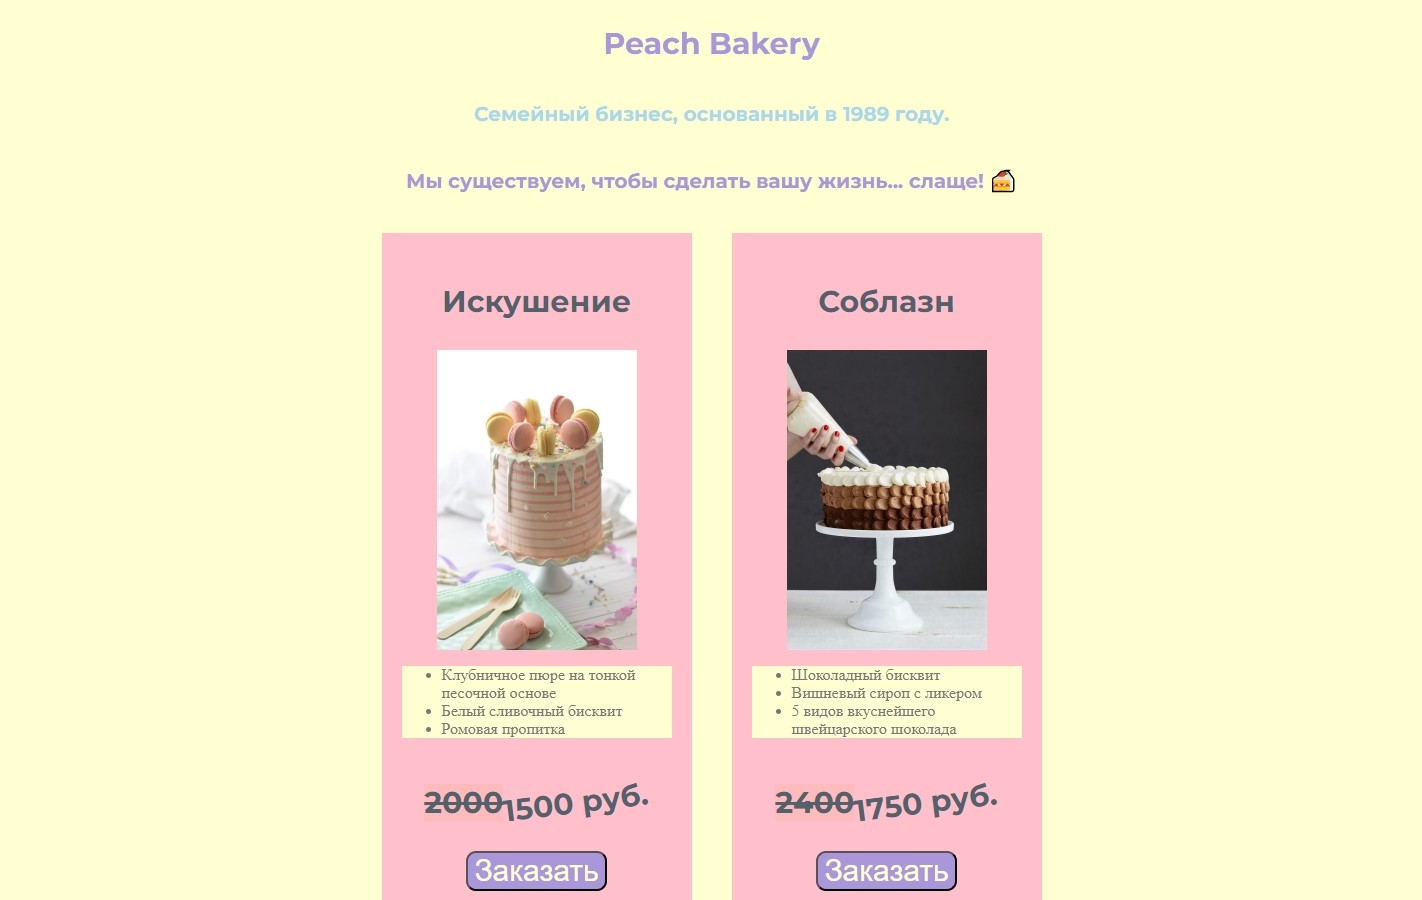 Peach Bakery
Семейный бизнес, основанный в 1989 году.
Мы существуем, чтобы сделать вашу жизнь... слаще! 🍰
Искушение
Клубничное пюре на тонкой
песочной основе
Белый сливочный бисквит
Ромовая пропитка
2000 1500 руб.
Заказать
Соблазн
Шоколадный бисквит
Вишневый сироп с ликером
5 видов вкуснейшего
швейцарского шоколада
2400 1750 руб.
Заказать